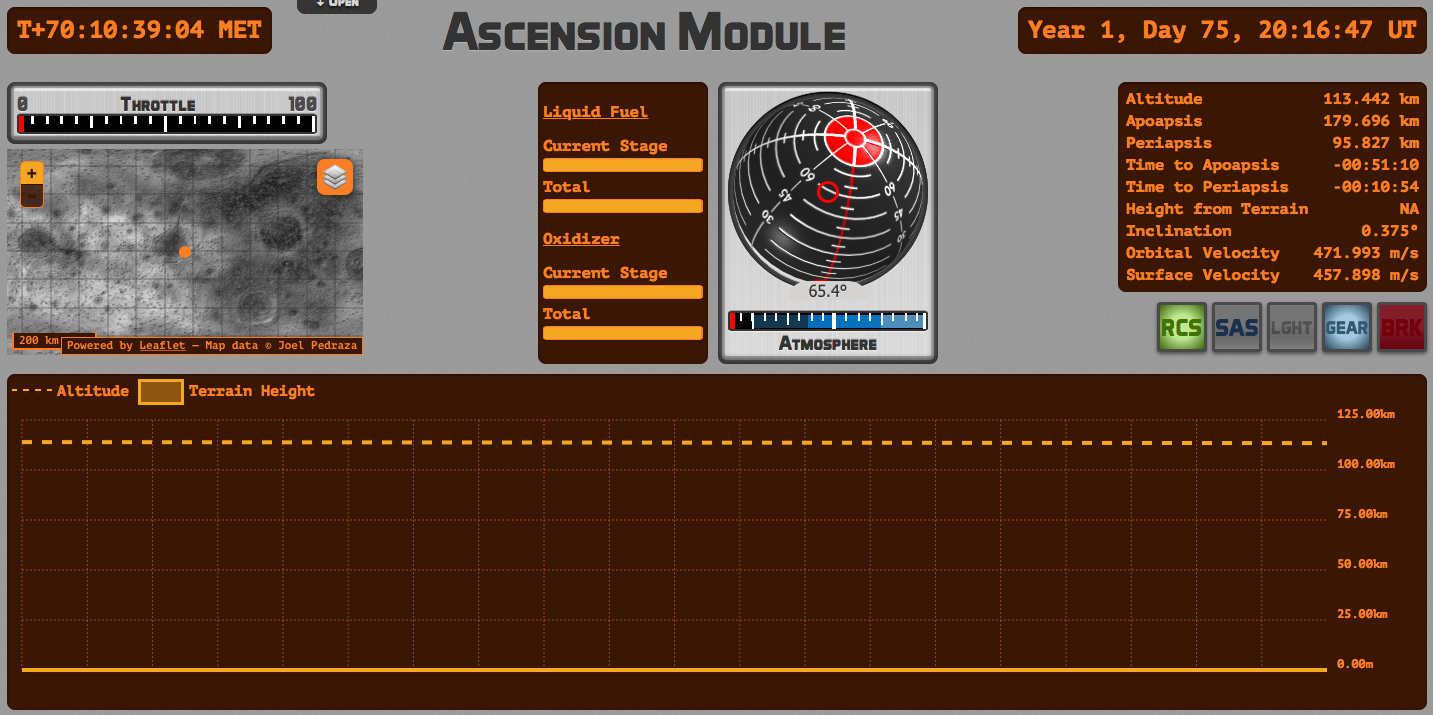 ↓ Open
T+70:10:39:04 MET
Ascension Module
Year 1, Day 75, 20:16:47 UT
0 Throttle 100
+
-
200 km
Powered by Leaflet — Map data © Joel Pedraza
Liquid Fuel
Current Stage
Total
Oxidizer
Current Stage
Total
60
45
30
60
45
30
65.4°
Atmosphere
Altitude 113.442 km
Apoapsis 179.696 km
Periapsis 95.827 km
Time to Apoapsis -00:51:10
Time to Periapsis -00:10:54
Height from Terrain NA
Inclination 0.375°
Orbital Velocity 471.993 m/s
Surface Velocity 457.898 m/s
RCS SAS LGHT GEAR BRK
Altitude Terrain Height
125.00km
100.00km
75.00km
50.00km
25.00km
0.00m